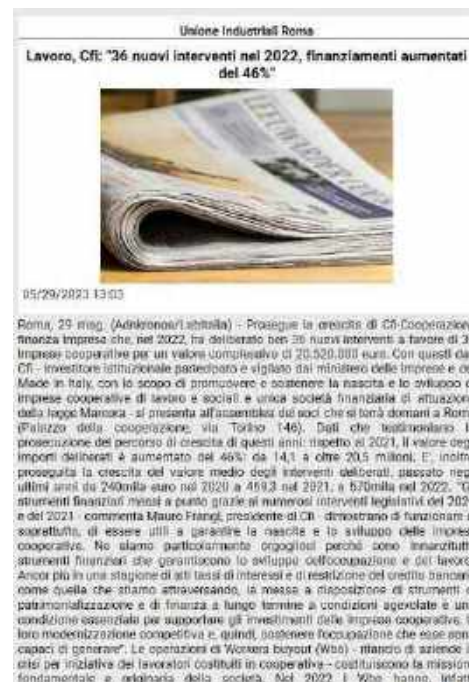 Unione Industriali Roma
Lavoro, Cfi: "36 nuovi interventi nel 2022, finanziamenti aumentati
del 46%"
LEEUWARDER
05/29/2023 13:03
Roma, 29 mag. (Adnkronos/Labitalia) - Prosegue la crescita di Cfi-Cooperazione
finanza imprese che, nel 2022, ha deliberato ben 36 nuovi interventi a favore di 3
imprese cooperative per un valore complessivo di 20.520.000 euro. Con questi dati
Cfi - investitore istituzionale partecipato e vigilato dal ministero delle imprese e del
Made in Italy, con lo scopo di promuovere e sostenere la nascita e lo sviluppo di
imprese cooperative di lavoro e sociali e unica società finanziaria di attuazione
della legge Marcora - si presenta all'assemblea dei soci che si terrà domani a Roma
(Palazzo della cooperazione, via Torino 146). Dati che testimoniano la
prosecuzione del percorso di crescita di questi anni: rispetto al 2021, il valore degli
importi deliberati è aumentato del 46%: da 14,1 a oltre 20,5 milioni. E', inoltre
proseguita la crescita del valore medio degli interventi deliberati, passato negli
ultimi anni da 240mila euro nel 2020 a 459,3 nel 2021, a 570mila nel 2022. "G
strumenti finanziari messi a punto grazie ai numerosi interventi legislativi del 202
e del 2021 - commenta Mauro Frangi, presidente di Cfi - dimostrano di funzionare e
soprattutto, di essere utili a garantire la nascita e lo sviluppo delle imprese
cooperative. Ne siamo particolarmente orgogliosi perché sono innanzitutto
strumenti finanziari che garantiscono lo sviluppo dell'occupazione e del lavoro.
Ancor più in una stagione di alti tassi di interessi e di restrizione del credito bancario
come quella che stiamo attraversando, la messa a disposizione di strumenti di
patrimonializzazione e di finanza a lungo termine a condizioni agevolate è una
condizione essenziale per supportare gli investimenti delle imprese cooperative, la
loro modernizzazione competitiva e, quindi, sostenere l'occupazione che esse sono
capaci di generare". Le operazioni di Workers buyout (Wbo) - rilancio di aziende in
crisi per iniziativa dei lavoratori costituiti in cooperativa - costituiscono la missione
fondamentale e originaria della società. Nel 2022 i Wbo hanno, infatti